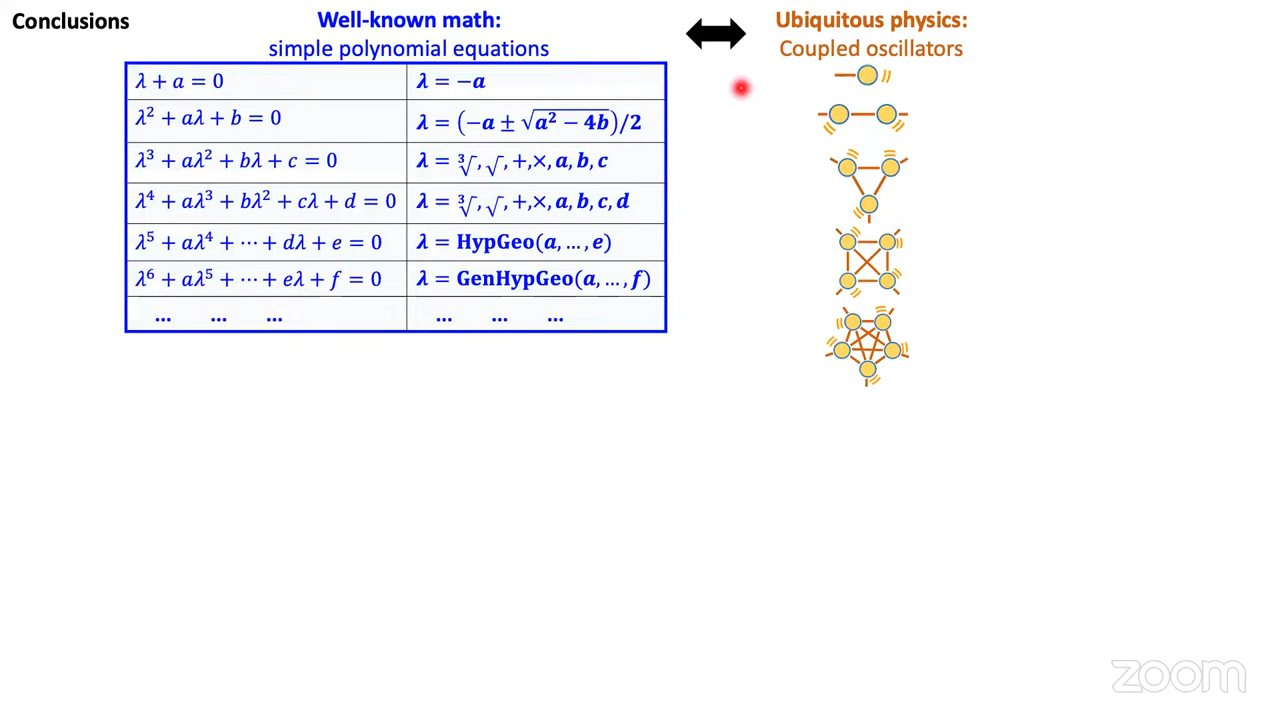 Conclusions
Well-known math:
simple polynomial equations
Ubiquitous physics:
Coupled oscillators
λ + a = 0
λ = −a
λ² + aλ + b = 0
λ = (−a ± √(a² − 4b))/2
λ³ + aλ² + bλ + c = 0
λ = ∛, √, +,×, a, b, c
λ⁴ + aλ³ + bλ² + cλ + d = 0
λ = ∛, √, +,×, a, b, c, d
λ⁵ + aλ⁴ + ⋯ + dλ + e = 0
λ = HypGeo(a, … , e)
λ⁶ + aλ⁵ + ⋯ + eλ + f = 0
λ = GenHypGeo(a, … , f)
... ... ...
... ... ...
zoom